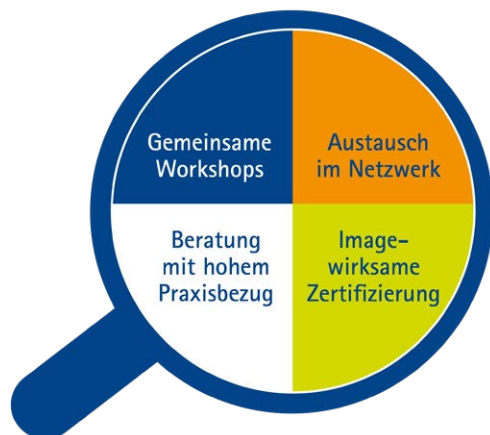 Gemeinsame
Workshops
Austausch
im Netzwerk
Beratung
mit hohem
Praxisbezug
Image-
wirksame
Zertifizierung